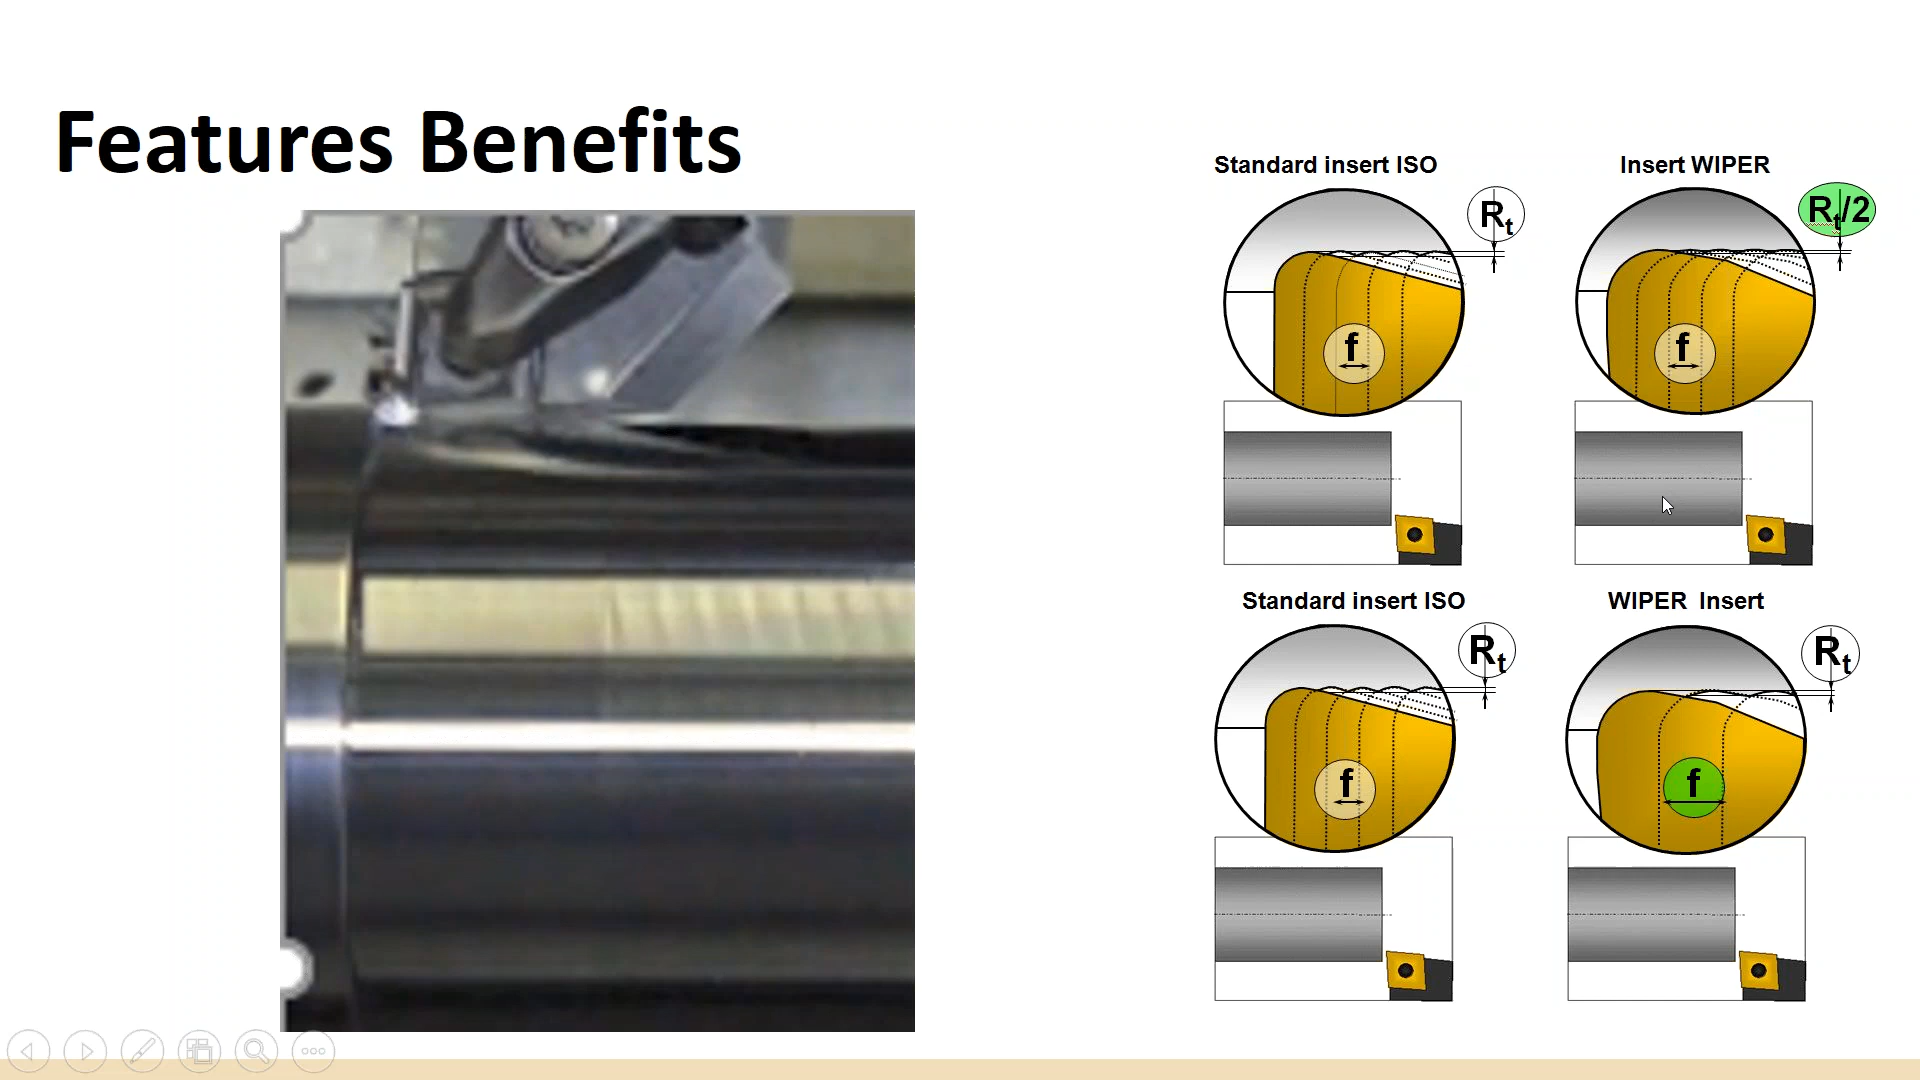 Features Benefits
Standard insert ISO
Insert WIPER
Rt
Rt/2
f
f
Standard insert ISO
WIPER Insert
Rt
Rt
f
f